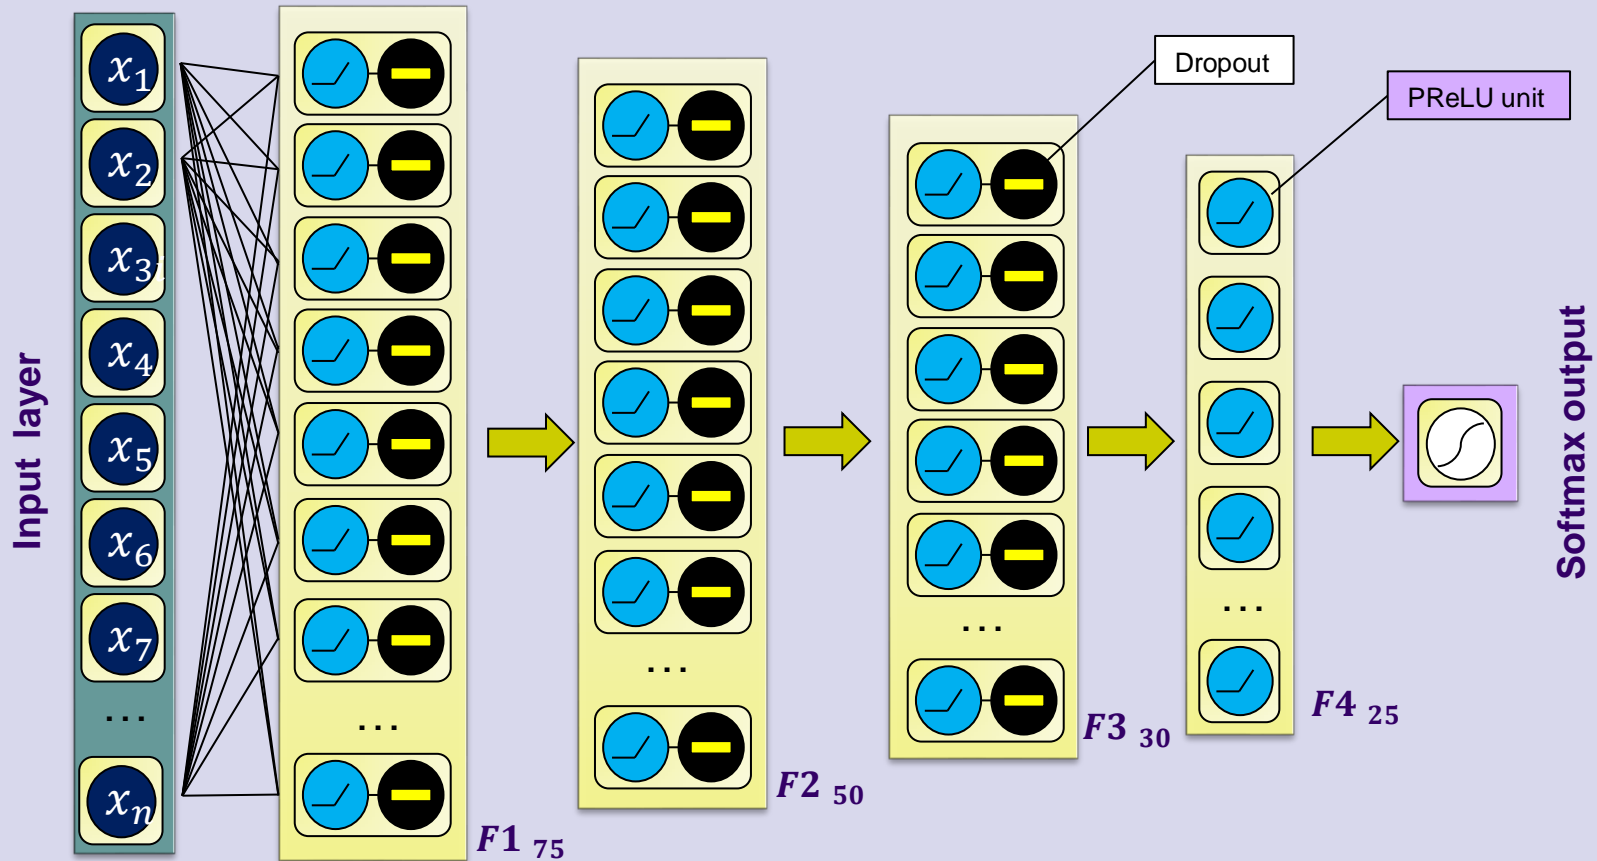 Input layer
x1
x2
x3i
x4
x5
x6
x7
...
xn
...
F1 75
...
F2 50
Dropout
...
F3 30
PReLU unit
...
F4 25
Softmax output